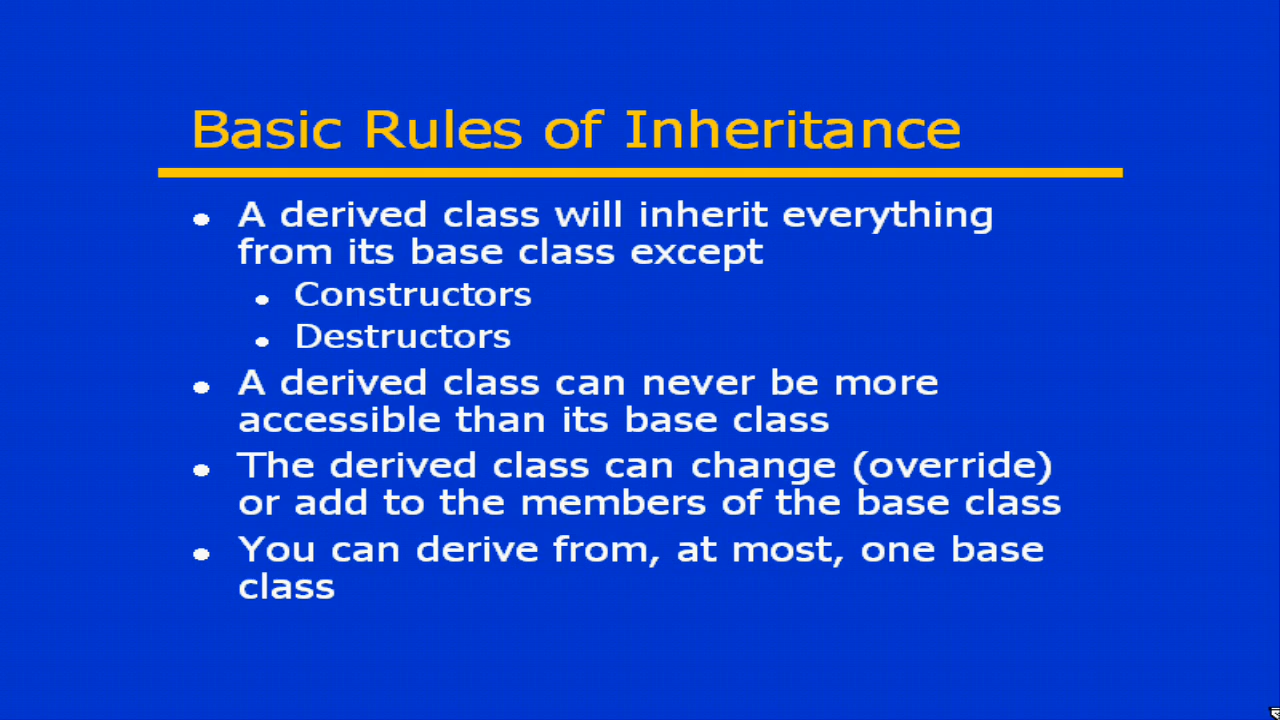 Basic Rules of Inheritance
A derived class will inherit everything
from its base class except
Constructors
Destructors
A derived class can never be more
accessible than its base class
The derived class can change (override)
or add to the members of the base class
You can derive from, at most, one base
class